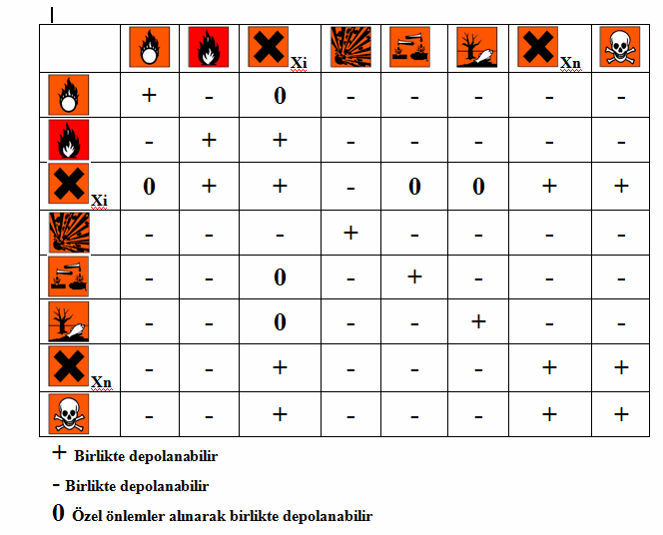 Xi Xn
+ - 0 - - - - -
- + + - - - - -
Xi 0 + + - 0 0 + +
- - - + - - - -
- - 0 - + - - -
- - 0 - - + - -
Xn - - + - - - + +
- - + - - - + +
+ Birlikte depolanabilir
- Birlikte depolanabilir
0 Özel önlemler alınarak birlikte depolanabilir